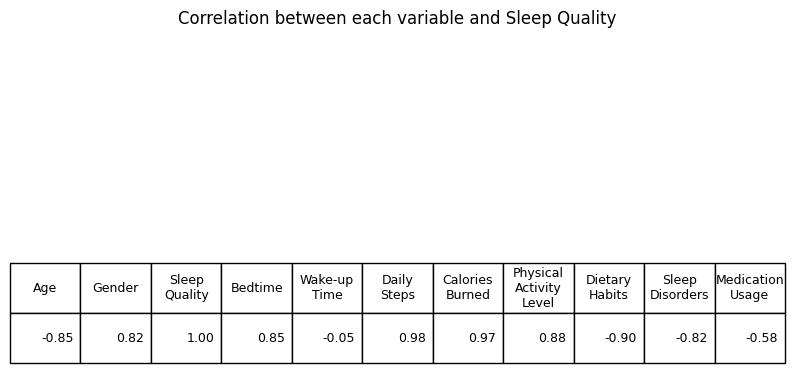 Correlation between each variable and Sleep Quality
Age Gender Sleep Quality Bedtime Wake-up Time Daily Steps Calories Burned Physical Activity Level Dietary Habits Sleep Disorders Medication Usage
-0.85 0.82 1.00 0.85 -0.05 0.98 0.97 0.88 -0.90 -0.82 -0.58